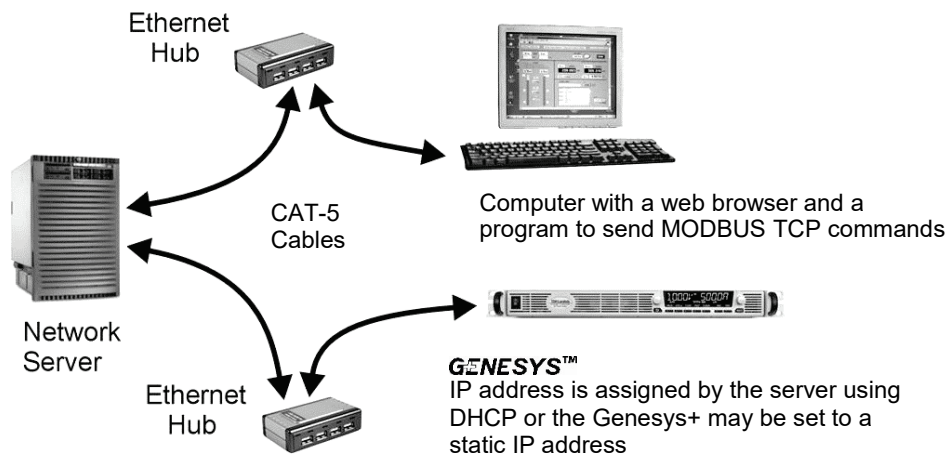 Ethernet
Hub
CAT-5
Cables
Computer with a web browser and a
program to send MODBUS TCP commands
Network
Server
GENESYS™
IP address is assigned by the server using
DHCP or the Genesys+ may be set to a
static IP address
Ethernet
Hub